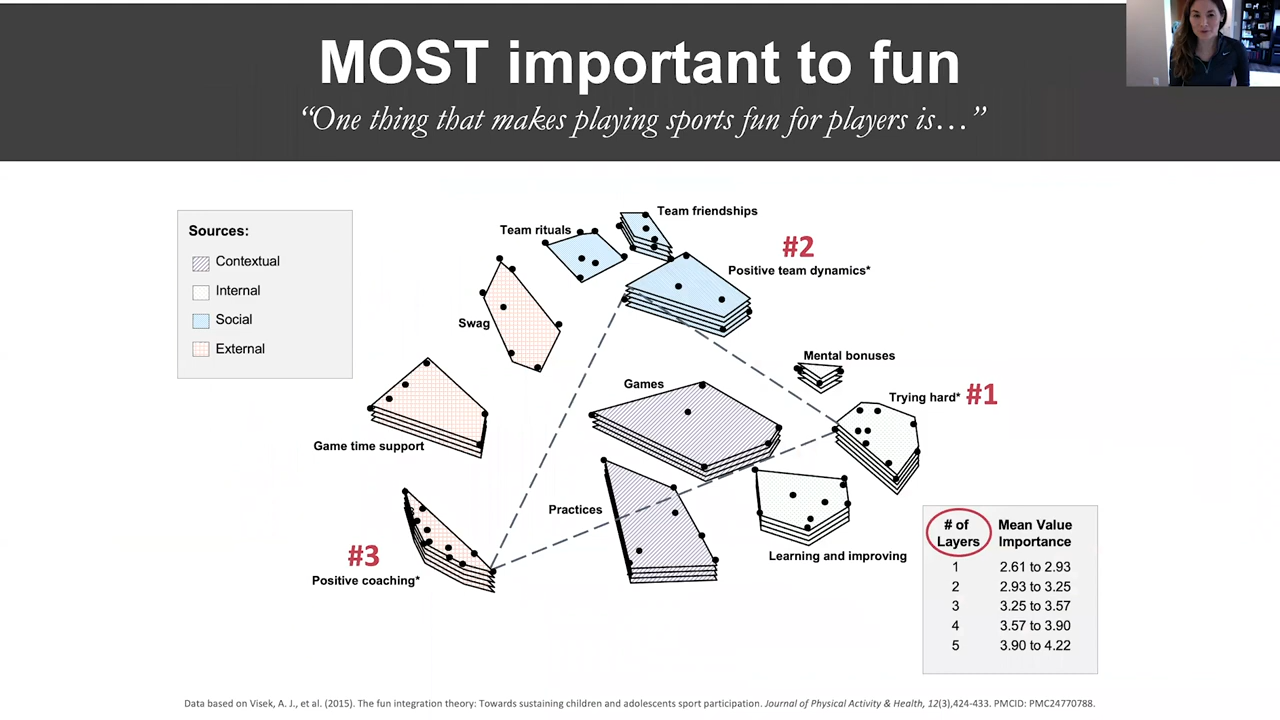 MOST important to fun
“One thing that makes playing sports fun for players is…”
Sources:
Contextual
Internal
Social
External
Team friendships
Team rituals
#2
Positive team dynamics*
Swag
Mental bonuses
Games
Trying hard* #1
Game time support
Practices
#3
Positive coaching*
Learning and improving
# of Layers
Mean Value Importance
1 2.61 to 2.93
2 2.93 to 3.25
3 3.25 to 3.57
4 3.57 to 3.90
5 3.90 to 4.22
Data based on Visek, A. J., et al. (2015). The fun integration theory: Towards sustaining children and adolescents sport participation. Journal of Physical Activity & Health, 12(3),424-433. PMCID: PMC24770788.